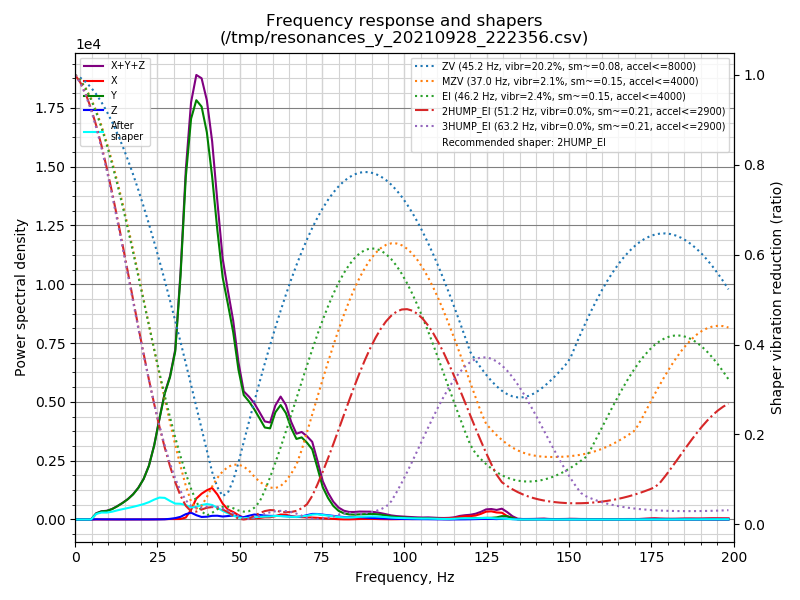 Frequency response and shapers
(/tmp/resonances_y_20210928_222356.csv)
1e4
X+Y+Z
X
Y
Z
After
shaper
ZV (45.2 Hz, vibr=20.2%, sm~=0.08, accel<=8000)
MZV (37.0 Hz, vibr=2.1%, sm~=0.15, accel<=4000)
EI (46.2 Hz, vibr=2.4%, sm~=0.15, accel<=4000)
2HUMP_EI (51.2 Hz, vibr=0.0%, sm~=0.21, accel<=2900)
3HUMP_EI (63.2 Hz, vibr=0.0%, sm~=0.21, accel<=2900)
Recommended shaper: 2HUMP_EI
Power spectral density
1.75
1.50
1.25
1.00
0.75
0.50
0.25
0.00
1.0
0.8
0.6
0.4
0.2
0.0
Shaper vibration reduction (ratio)
0 25 50 75 100 125 150 175 200
Frequency, Hz